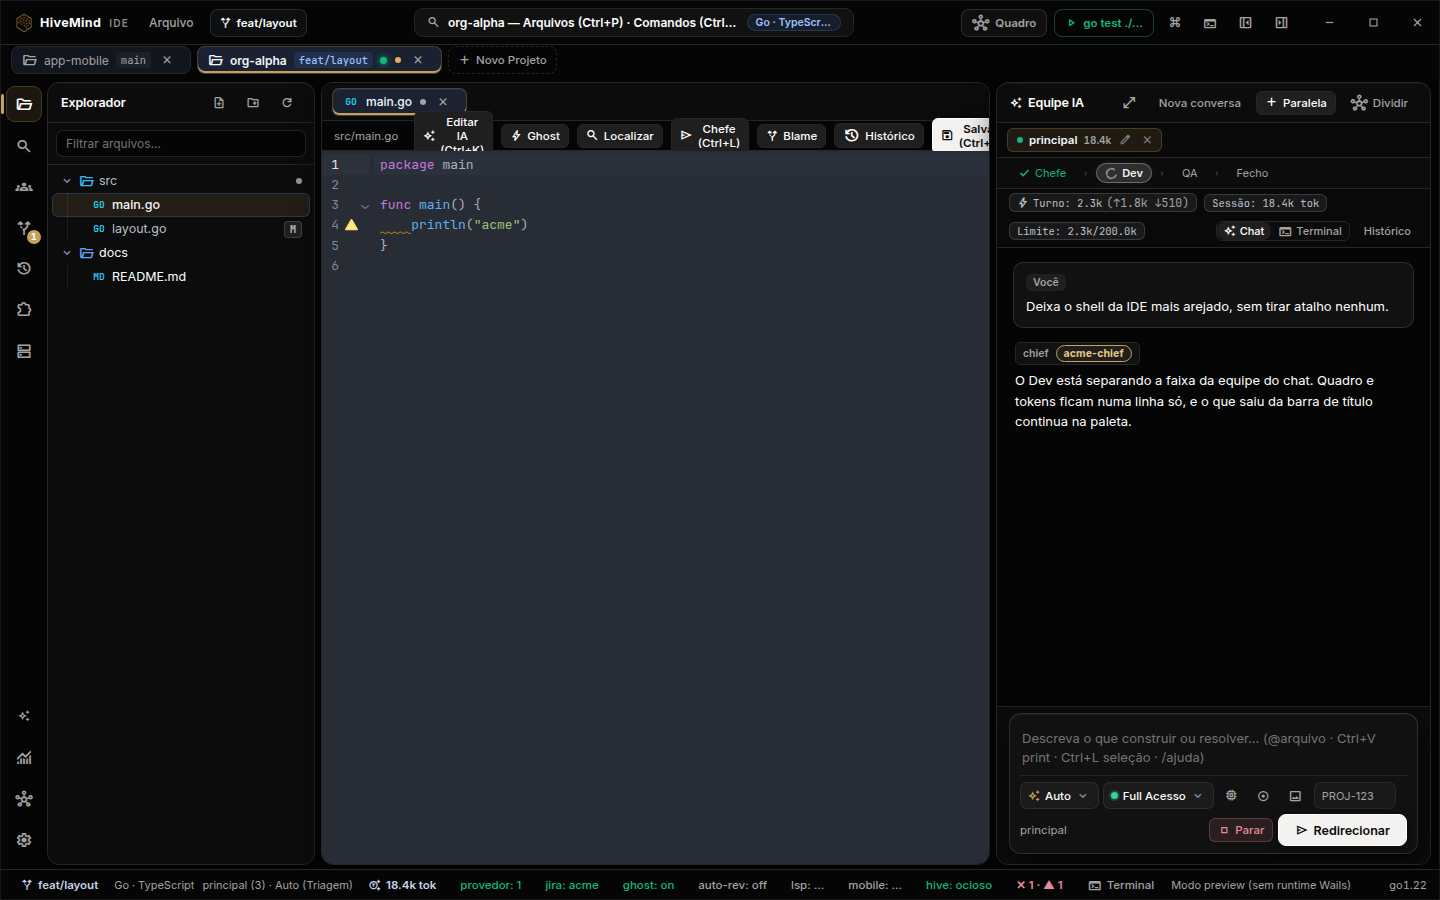 HiveMind IDE Arquivo feat/layout org-alpha — Arquivos (Ctrl+P) · Comandos (Ctrl... Go · TypeScr... Quadro go test ./...
app-mobile main org-alpha feat/layout Novo Projeto
Explorador
Filtrar arquivos...
src
GO main.go
GO layout.go M
docs
MD README.md
1
GO main.go
src/main.go Editar IA (Ctrl+K) Ghost Localizar Chefe (Ctrl+L) Blame Histórico
1 package main
2
3 func main() {
4 println("acme")
5 }
6
Equipe IA Nova conversa Paralela Dividir
principal 18.4k
Chefe Dev QA Fecho
Turno: 2.3k (↑1.8k ↓510) Sessão: 18.4k tok
Limite: 2.3k/200.0k Chat Terminal Histórico
Você
Deixa o shell da IDE mais arejado, sem tirar atalho nenhum.
chief acme-chief
O Dev está separando a faixa da equipe do chat. Quadro e
tokens ficam numa linha só, e o que saiu da barra de título
continua na paleta.
Descreva o que construir ou resolver... (@arquivo · Ctrl+V
print · Ctrl+L seleção · /ajuda)
Auto Full Acesso PROJ-123
principal Parar Redirecionar
feat/layout Go · TypeScript principal (3) · Auto (Triagem) 18.4k tok provedor: 1 jira: acme ghost: on auto-rev: off lsp: ... mobile: ... hive: ocioso 1 · 1 Terminal Modo preview (sem runtime Wails) go1.22